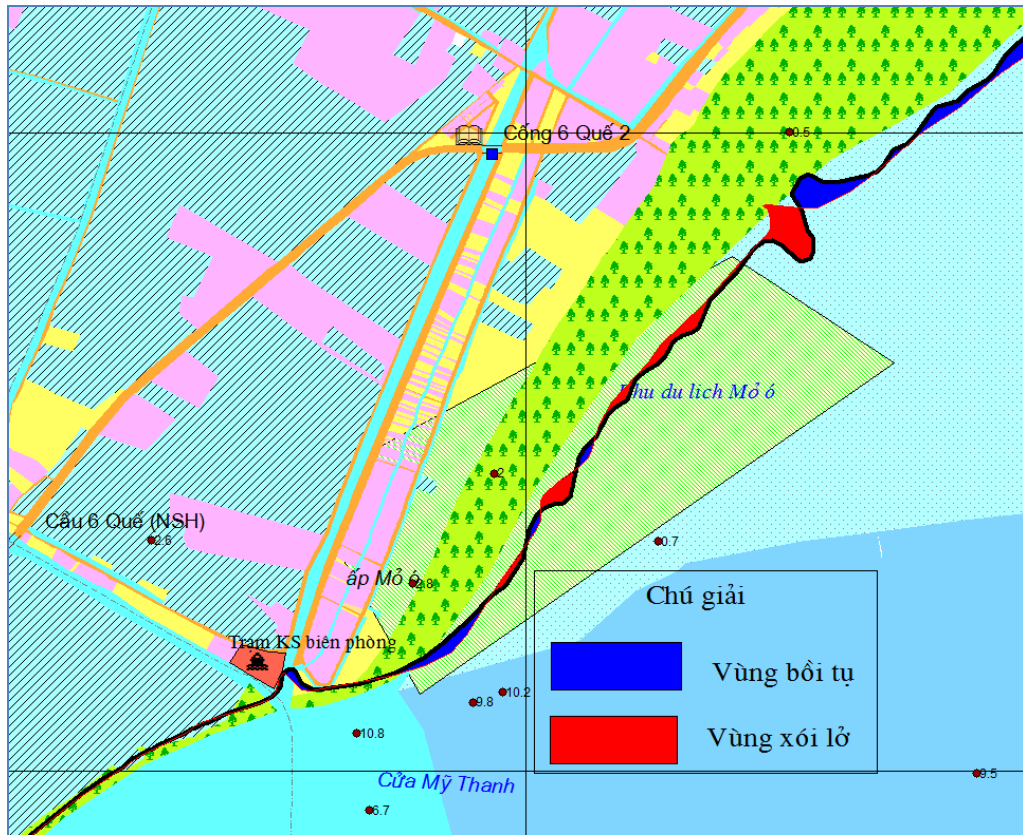 Cống 6 Quế 2
0.5
Khu du lich Mỏ ó
2
Cầu 6 Quế (NSH)
2.6
0.7
ấp Mỏ ó
2.8
Chú giải
Trạm KS biên phòng
Vùng bồi tụ
10.2
9.8
Vùng xói lở
10.8
Cửa Mỹ Thanh
9.5
6.7